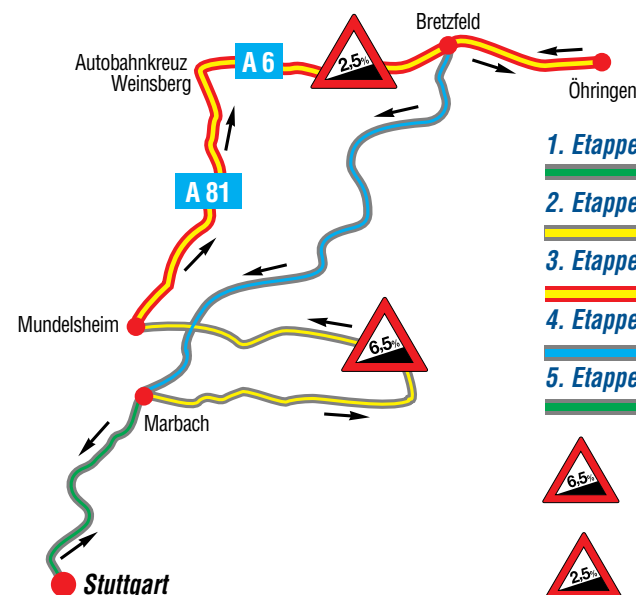 Bretzfeld
Autobahnkreuz
Weinsberg
A 6
2,5%
Öhringen
1. Etappe
A 81
2. Etappe
3. Etappe
Mundelsheim
4. Etappe
6,5%
5. Etappe
Marbach
6,5%
2,5%
Stuttgart